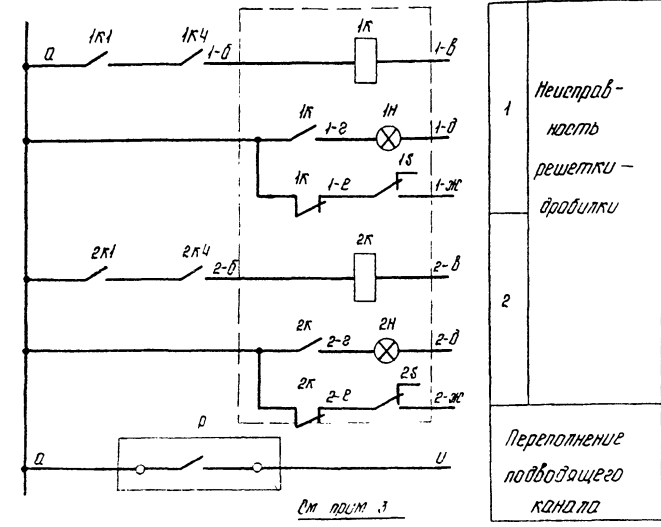 1К
а 1К1 1К4 1-б 1-в
1К 1-г 1Н 1-д
1К 1-е 1S 1-ж
2К
2К1 2К4 2-б 2-в
2К 2-г 2Н 2-д
2К 2-е 2S 2-ж
Р
а и
См прим 3
1
Неисправ-
ность
решетки-
дробилки
2
Переполнение
подводящего
канала